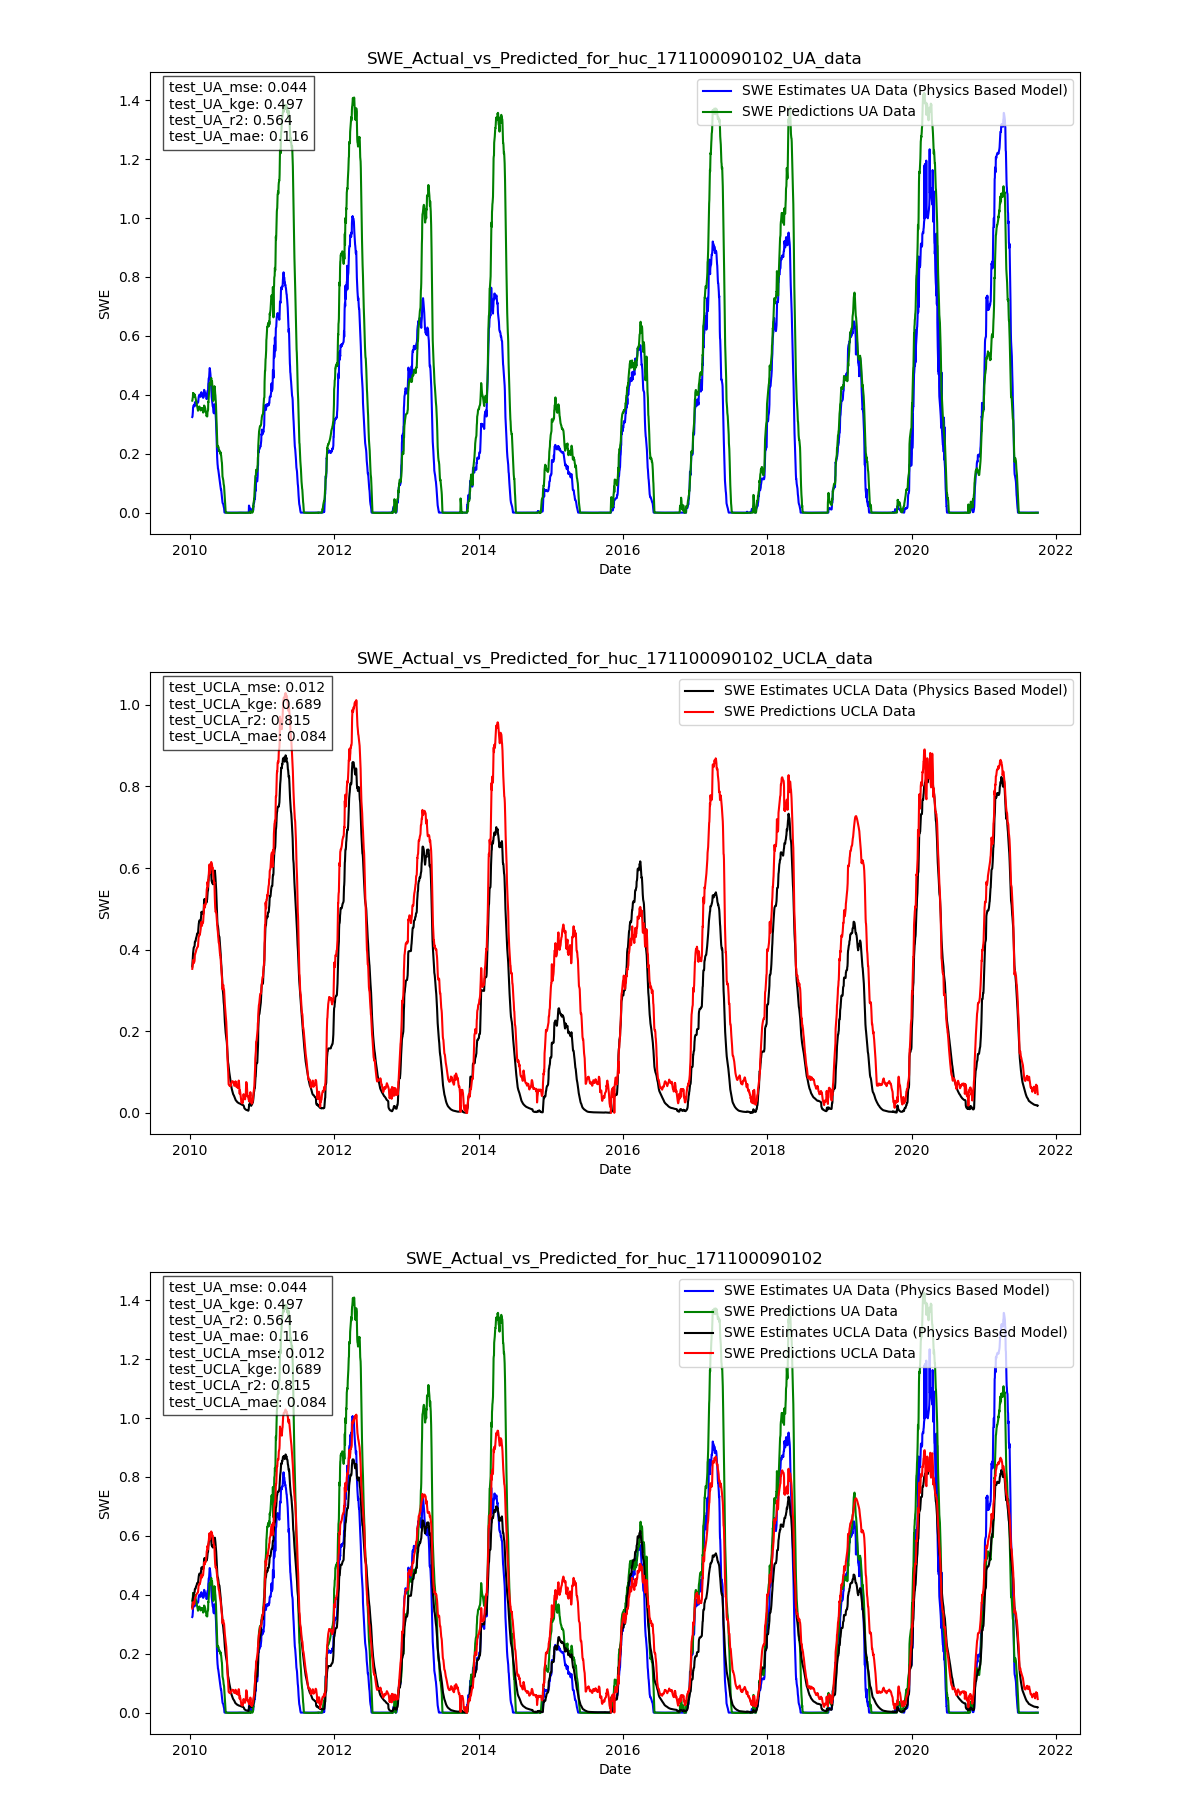 SWE_Actual_vs_Predicted_for_huc_171100090102_UA_data
test_UA_mse: 0.044
test_UA_kge: 0.497
test_UA_r2: 0.564
test_UA_mae: 0.116
SWE Estimates UA Data (Physics Based Model)
SWE Predictions UA Data
1.4
1.2
1.0
0.8
0.6
0.4
0.2
0.0
SWE
2010 2012 2014 2016 2018 2020 2022
Date
SWE_Actual_vs_Predicted_for_huc_171100090102_UCLA_data
test_UCLA_mse: 0.012
test_UCLA_kge: 0.689
test_UCLA_r2: 0.815
test_UCLA_mae: 0.084
SWE Estimates UCLA Data (Physics Based Model)
SWE Predictions UCLA Data
1.0
0.8
0.6
0.4
0.2
0.0
SWE
2010 2012 2014 2016 2018 2020 2022
Date
SWE_Actual_vs_Predicted_for_huc_171100090102
test_UA_mse: 0.044
test_UA_kge: 0.497
test_UA_r2: 0.564
test_UA_mae: 0.116
test_UCLA_mse: 0.012
test_UCLA_kge: 0.689
test_UCLA_r2: 0.815
test_UCLA_mae: 0.084
SWE Estimates UA Data (Physics Based Model)
SWE Predictions UA Data
SWE Estimates UCLA Data (Physics Based Model)
SWE Predictions UCLA Data
1.4
1.2
1.0
0.8
0.6
0.4
0.2
0.0
SWE
2010 2012 2014 2016 2018 2020 2022
Date